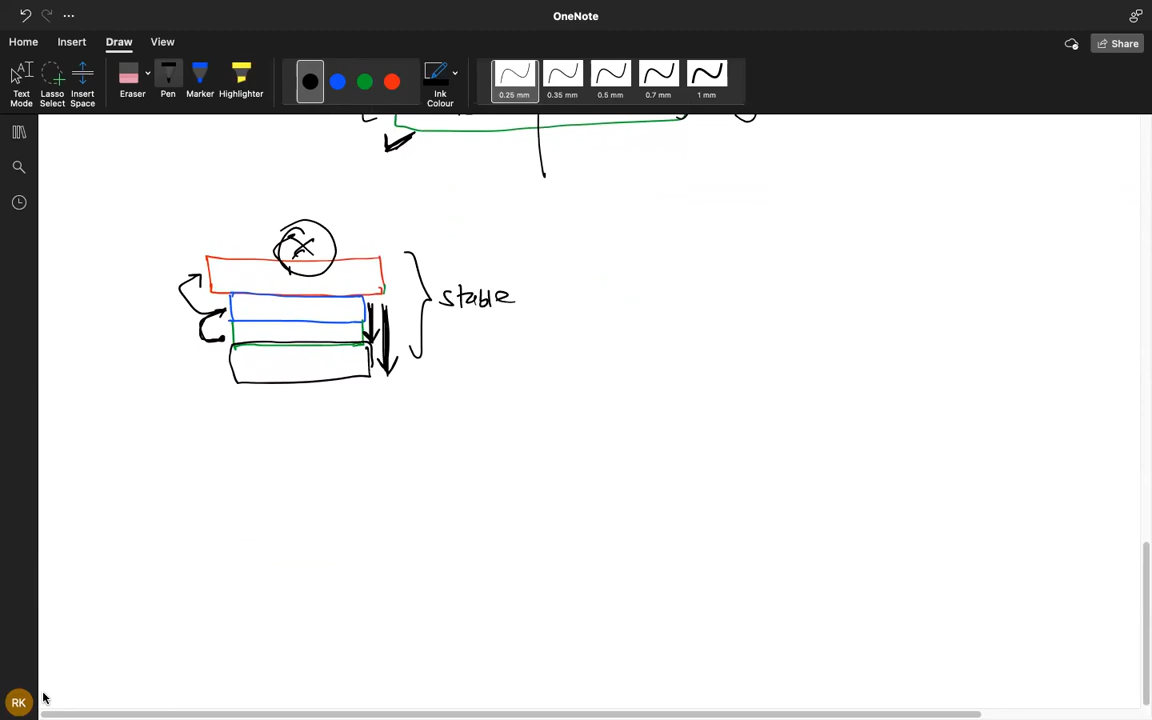 OneNote
Home Insert Draw View
Share
Text Mode
Lasso Select
Insert Space
Eraser
Pen
Marker
Highlighter
Ink Colour
0.25 mm
0.35 mm
0.5 mm
0.7 mm
1 mm
stable
RK